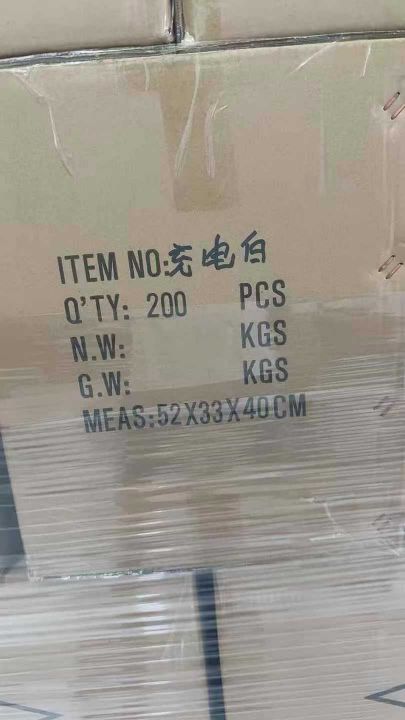 ITEM NO:充电白
Q'TY: 200 PCS
N.W: KGS
G.W: KGS
MEAS:52X33X40CM